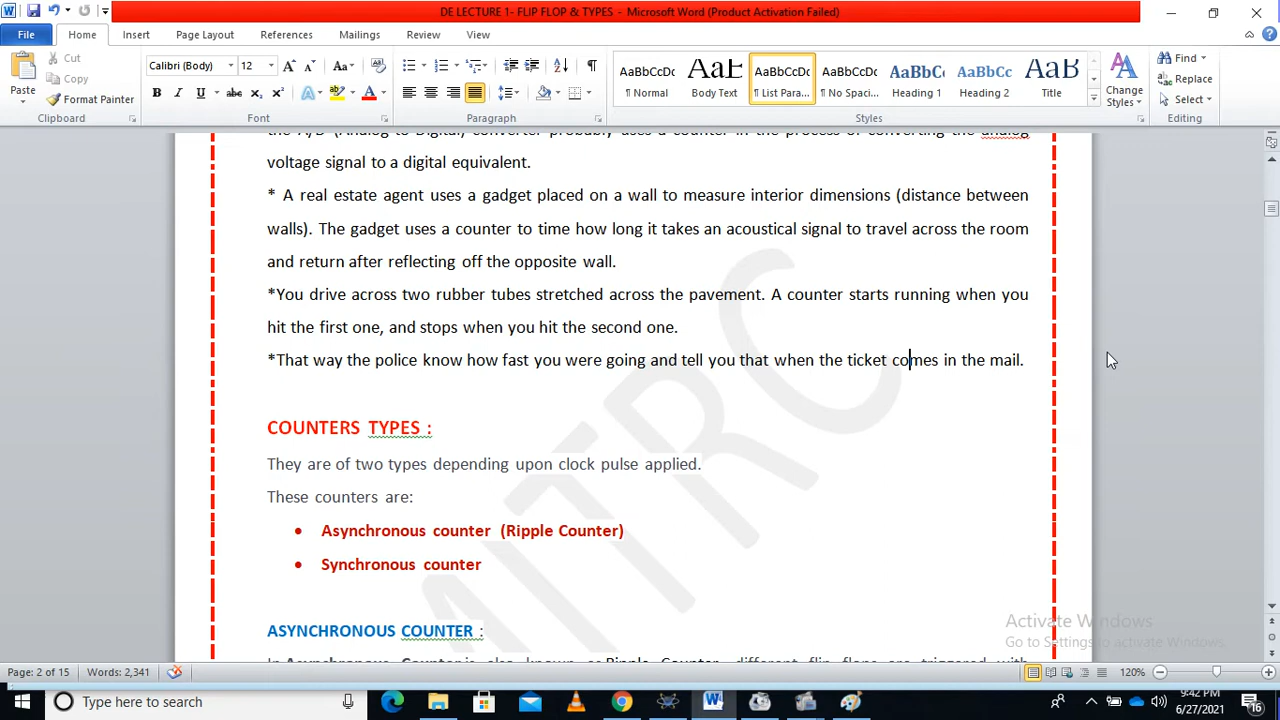 DE LECTURE 1- FLIP FLOP & TYPES - Microsoft Word (Product Activation Failed)
File Home Insert Page Layout References Mailings Review View
Cut
Copy
Format Painter
Paste
Clipboard
Calibri (Body) 12
Font
Paragraph
AaBbCcDc AaBbCc AaBbCcDc AaBbCcDc AaBbCc AaBbCcDc AaBbC
¶ Normal Body Text ¶ List Para... ¶ No Spaci... Heading 1 Heading 2 Title
Change Styles
Styles
Find
Replace
Select
Editing
the A/D (Analog to Digital) converter probably uses a counter in the process of converting the analog
voltage signal to a digital equivalent.
* A real estate agent uses a gadget placed on a wall to measure interior dimensions (distance between
walls). The gadget uses a counter to time how long it takes an acoustical signal to travel across the room
and return after reflecting off the opposite wall.
*You drive across two rubber tubes stretched across the pavement. A counter starts running when you
hit the first one, and stops when you hit the second one.
*That way the police know how fast you were going and tell you that when the ticket comes in the mail.
COUNTERS TYPES :
They are of two types depending upon clock pulse applied.
These counters are:
• Asynchronous counter (Ripple Counter)
• Synchronous counter
ASYNCHRONOUS COUNTER :
In Asynchronous Counter is also known as Ripple Counter, different flip flops are triggered with
MITRC
Activate Windows
Go to Settings to activate Windows.
Page: 2 of 15 Words: 2,341 120%
Type here to search
9:42 PM
6/27/2021
16